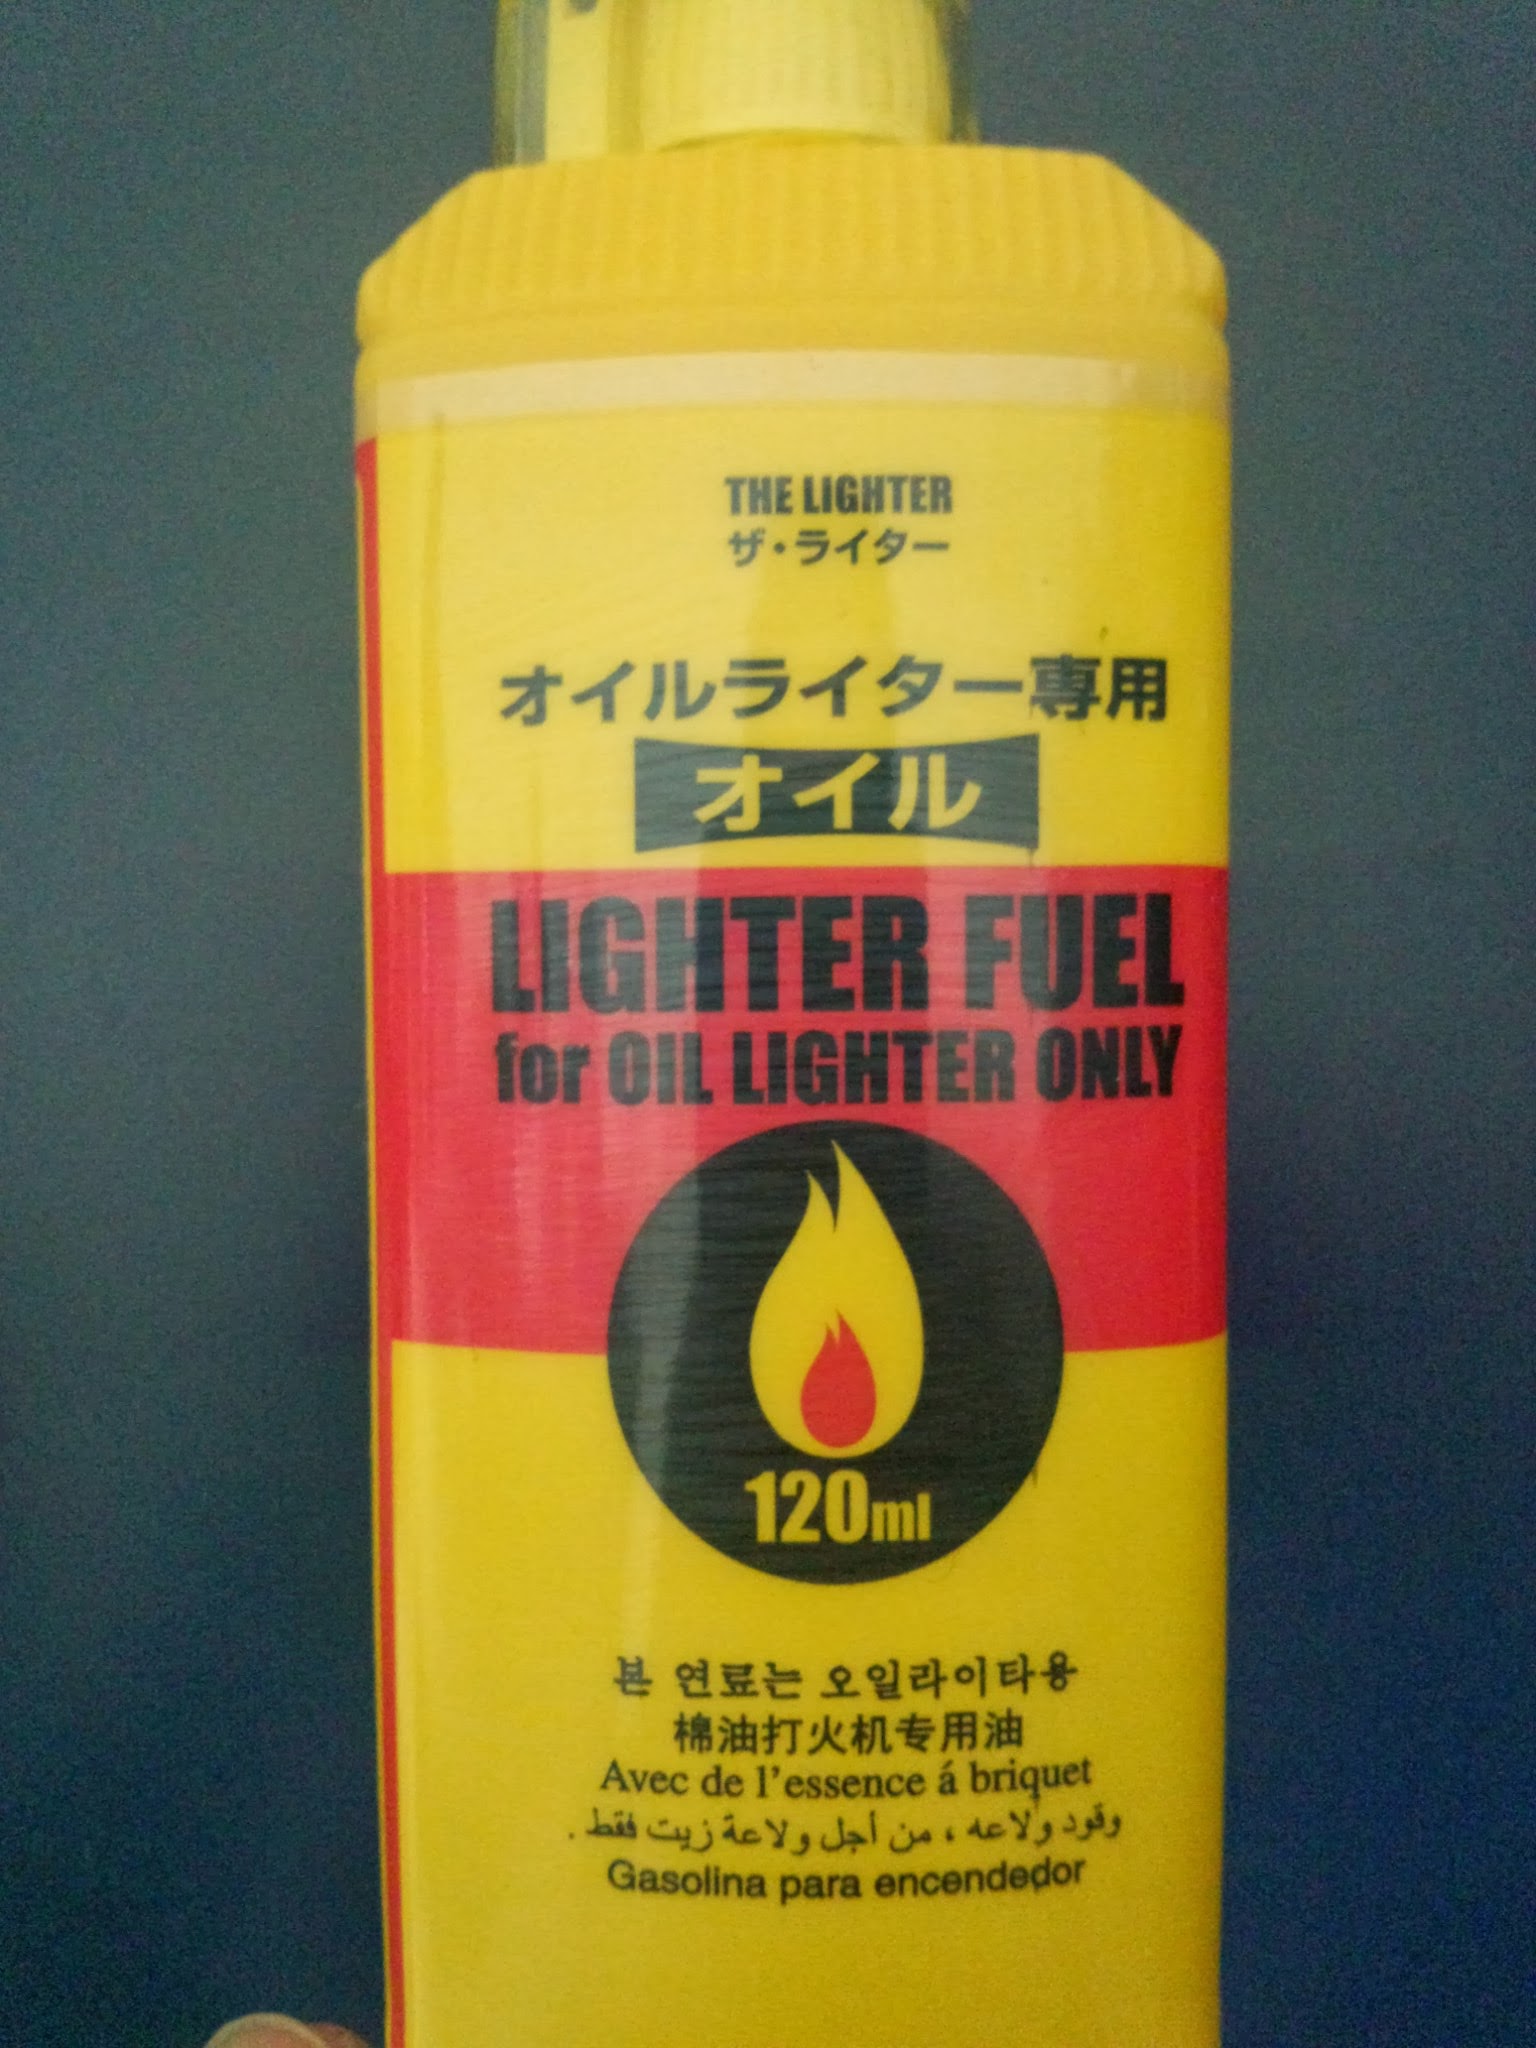 THE LIGHTER
ザ・ライター
オイルライター専用
オイル
LIGHTER FUEL
for OIL LIGHTER ONLY
120ml
본 연료는 오일라이타용
棉油打火机专用油
Avec de l'essence á briquet
وقود ولاعه ، من أجل ولاعة زيت فقط .
Gasolina para encendedor